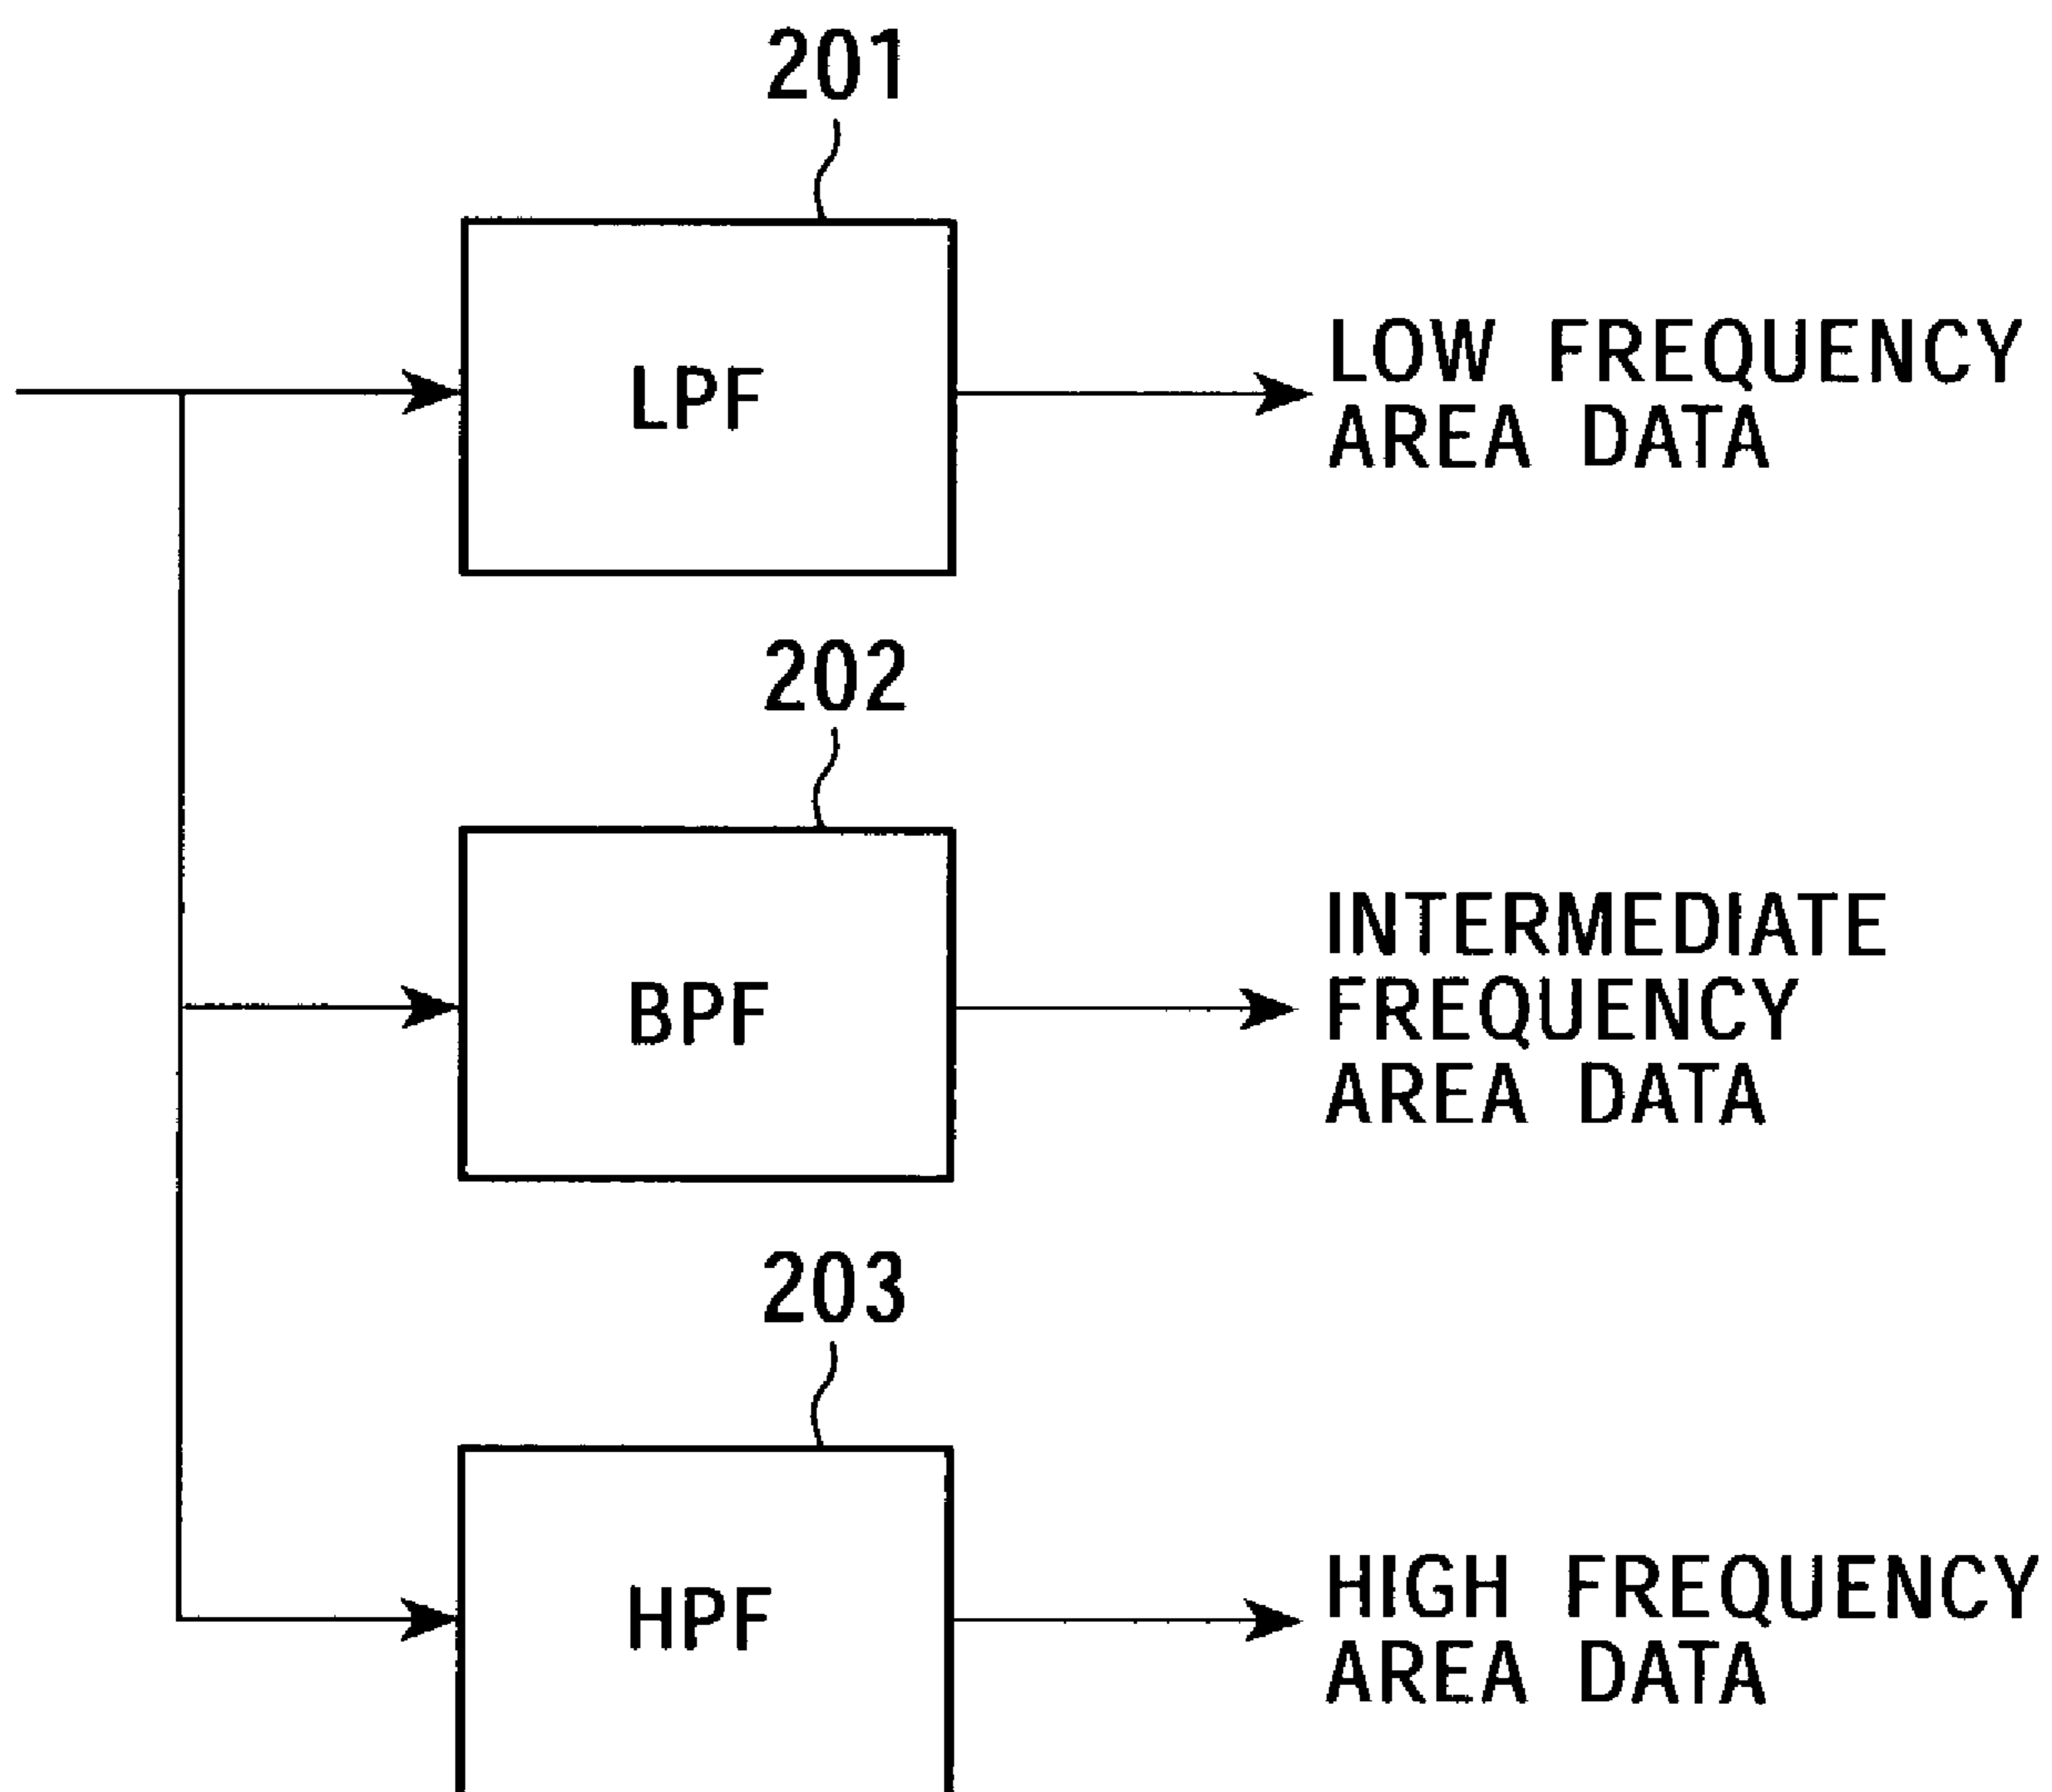 201
LPF
LOW FREQUENCY
AREA DATA
202
BPF
INTERMEDIATE
FREQUENCY
AREA DATA
203
HPF
HIGH FREQUENCY
AREA DATA